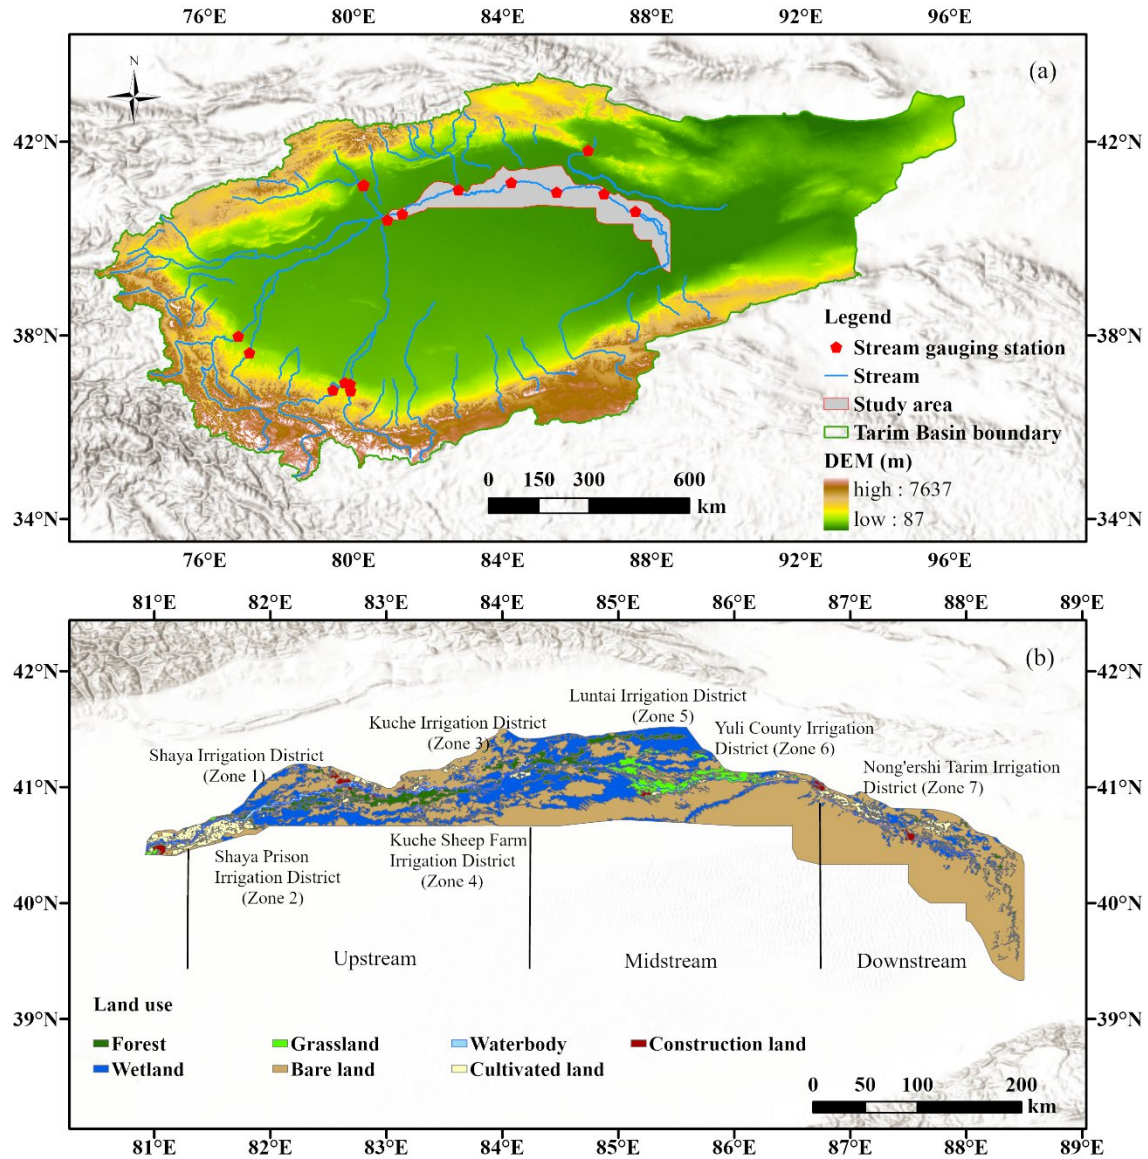 76°E 80°E 84°E 88°E 92°E 96°E
(a)
N
42°N 42°N
38°N 38°N
34°N 34°N
Legend
Stream gauging station
Stream
Study area
Tarim Basin boundary
DEM (m)
high : 7637
low : 87
0 150 300 600
km
76°E 80°E 84°E 88°E 92°E 96°E
81°E 82°E 83°E 84°E 85°E 86°E 87°E 88°E 89°E
(b)
42°N 42°N
41°N 41°N
40°N 40°N
39°N 39°N
Shaya Irrigation District
(Zone 1)
Kuche Irrigation District
(Zone 3)
Luntai Irrigation District
(Zone 5)
Yuli County Irrigation
District (Zone 6)
Nong'ershi Tarim Irrigation
District (Zone 7)
Shaya Prison
Irrigation District
(Zone 2)
Kuche Sheep Farm
Irrigation District
(Zone 4)
Upstream
Midstream
Downstream
Land use
Forest Grassland Waterbody Construction land
Wetland Bare land Cultivated land
0 50 100 200
km
81°E 82°E 83°E 84°E 85°E 86°E 87°E 88°E 89°E